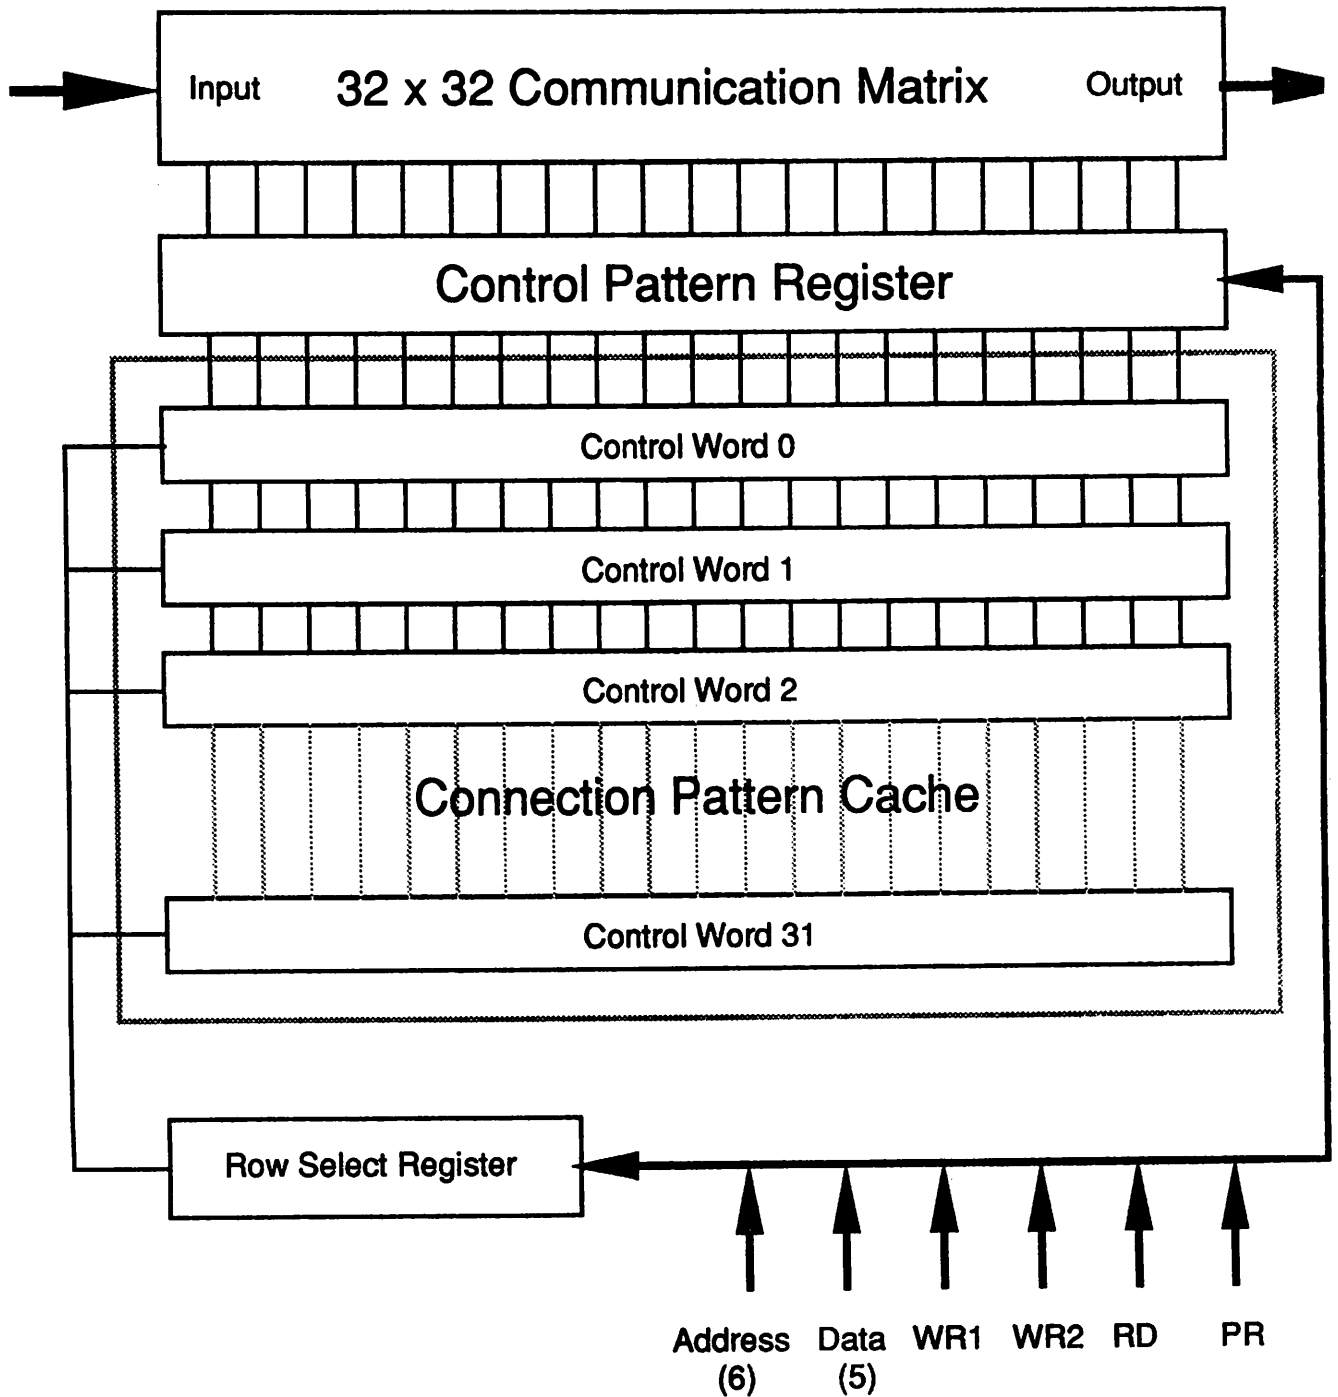 Input 32 x 32 Communication Matrix Output
Control Pattern Register
Control Word 0
Control Word 1
Control Word 2
Connection Pattern Cache
Control Word 31
Row Select Register
Address Data WR1 WR2 RD PR
(6) (5)